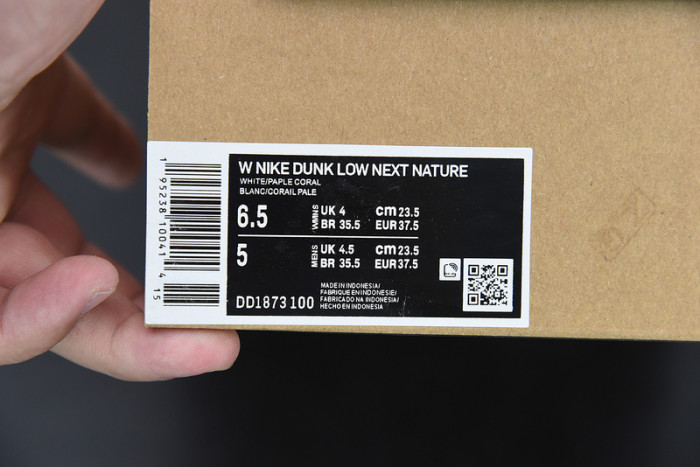 W NIKE DUNK LOW NEXT NATURE
WHITE/PAPLE CORAL
BLANC/CORAIL PALE
6.5 WMNS UK 4 cm 23.5
BR 35.5 EUR 37.5
5 MENS UK 4.5 cm 23.5
BR 35.5 EUR 37.5
MADE IN INDONESIA/
FABRIQUE EN INDONESIE/
FABRICADO NA INDONESIA/
HECHO EN INDONESIA
DD1873 100
1 95238 10041 4 15